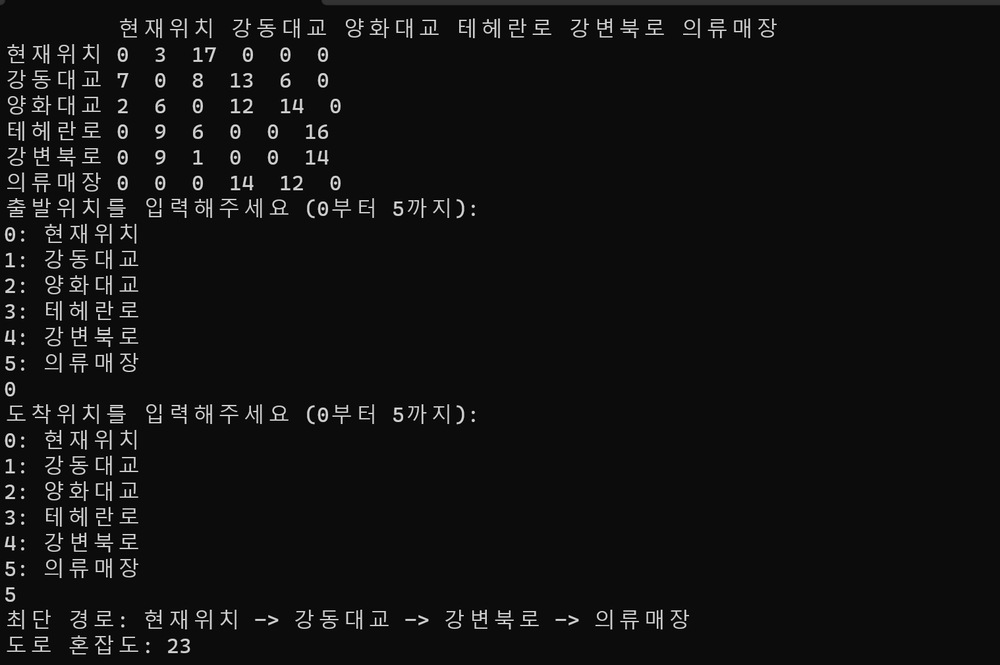 현재위치 강동대교 양화대교 테헤란로 강변북로 의류매장
현재위치 0 3 17 0 0 0
강동대교 7 0 8 13 6 0
양화대교 2 6 0 12 14 0
테헤란로 0 9 6 0 0 16
강변북로 0 9 1 0 0 14
의류매장 0 0 0 14 12 0
출발위치를 입력해주세요 (0부터 5까지):
0: 현재위치
1: 강동대교
2: 양화대교
3: 테헤란로
4: 강변북로
5: 의류매장
0
도착위치를 입력해주세요 (0부터 5까지):
0: 현재위치
1: 강동대교
2: 양화대교
3: 테헤란로
4: 강변북로
5: 의류매장
5
최단 경로: 현재위치 -> 강동대교 -> 강변북로 -> 의류매장
도로 혼잡도: 23